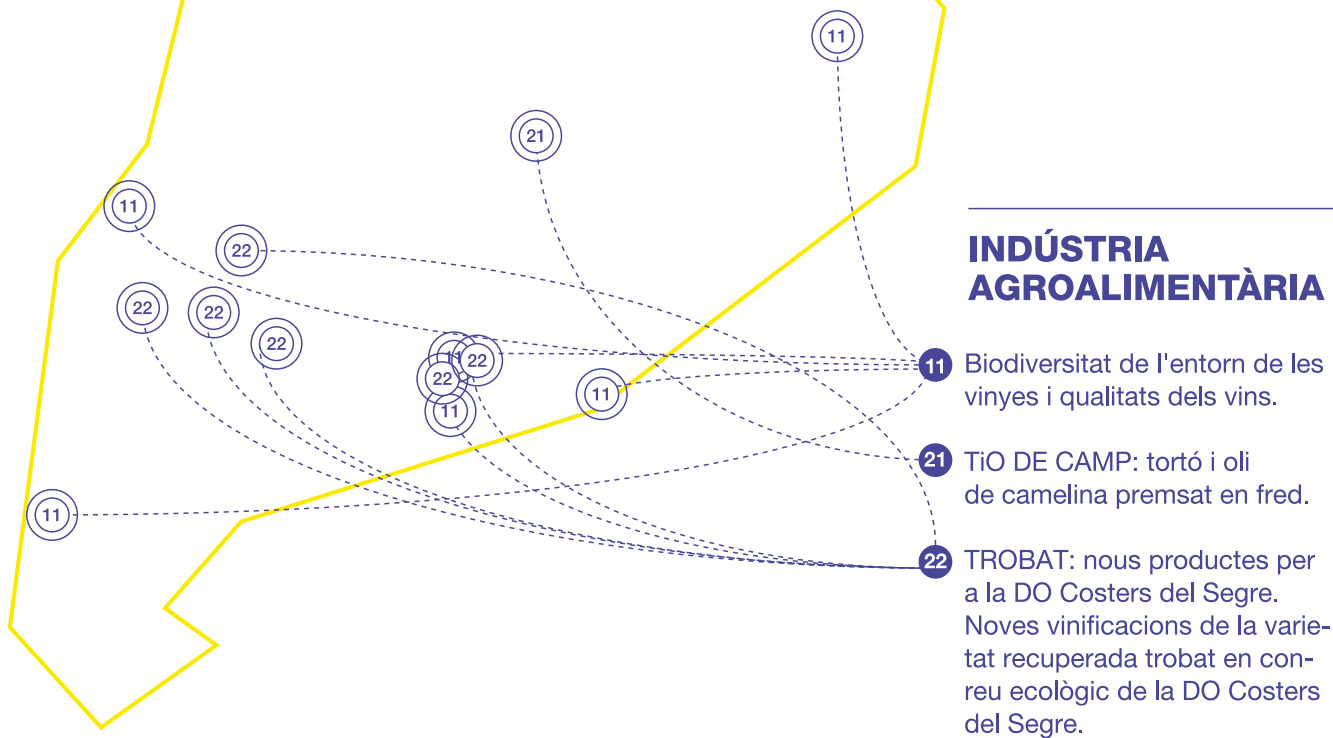 11
21
11
22
22
22
22
11
22
22
11
11
11
INDÚSTRIA
AGROALIMENTÀRIA
11 Biodiversitat de l'entorn de les
vinyes i qualitats dels vins.
21 TiO DE CAMP: tortó i oli
de camelina premsat en fred.
22 TROBAT: nous productes per
a la DO Costers del Segre.
Noves vinificacions de la varie-
tat recuperada trobat en con-
reu ecològic de la DO Costers
del Segre.